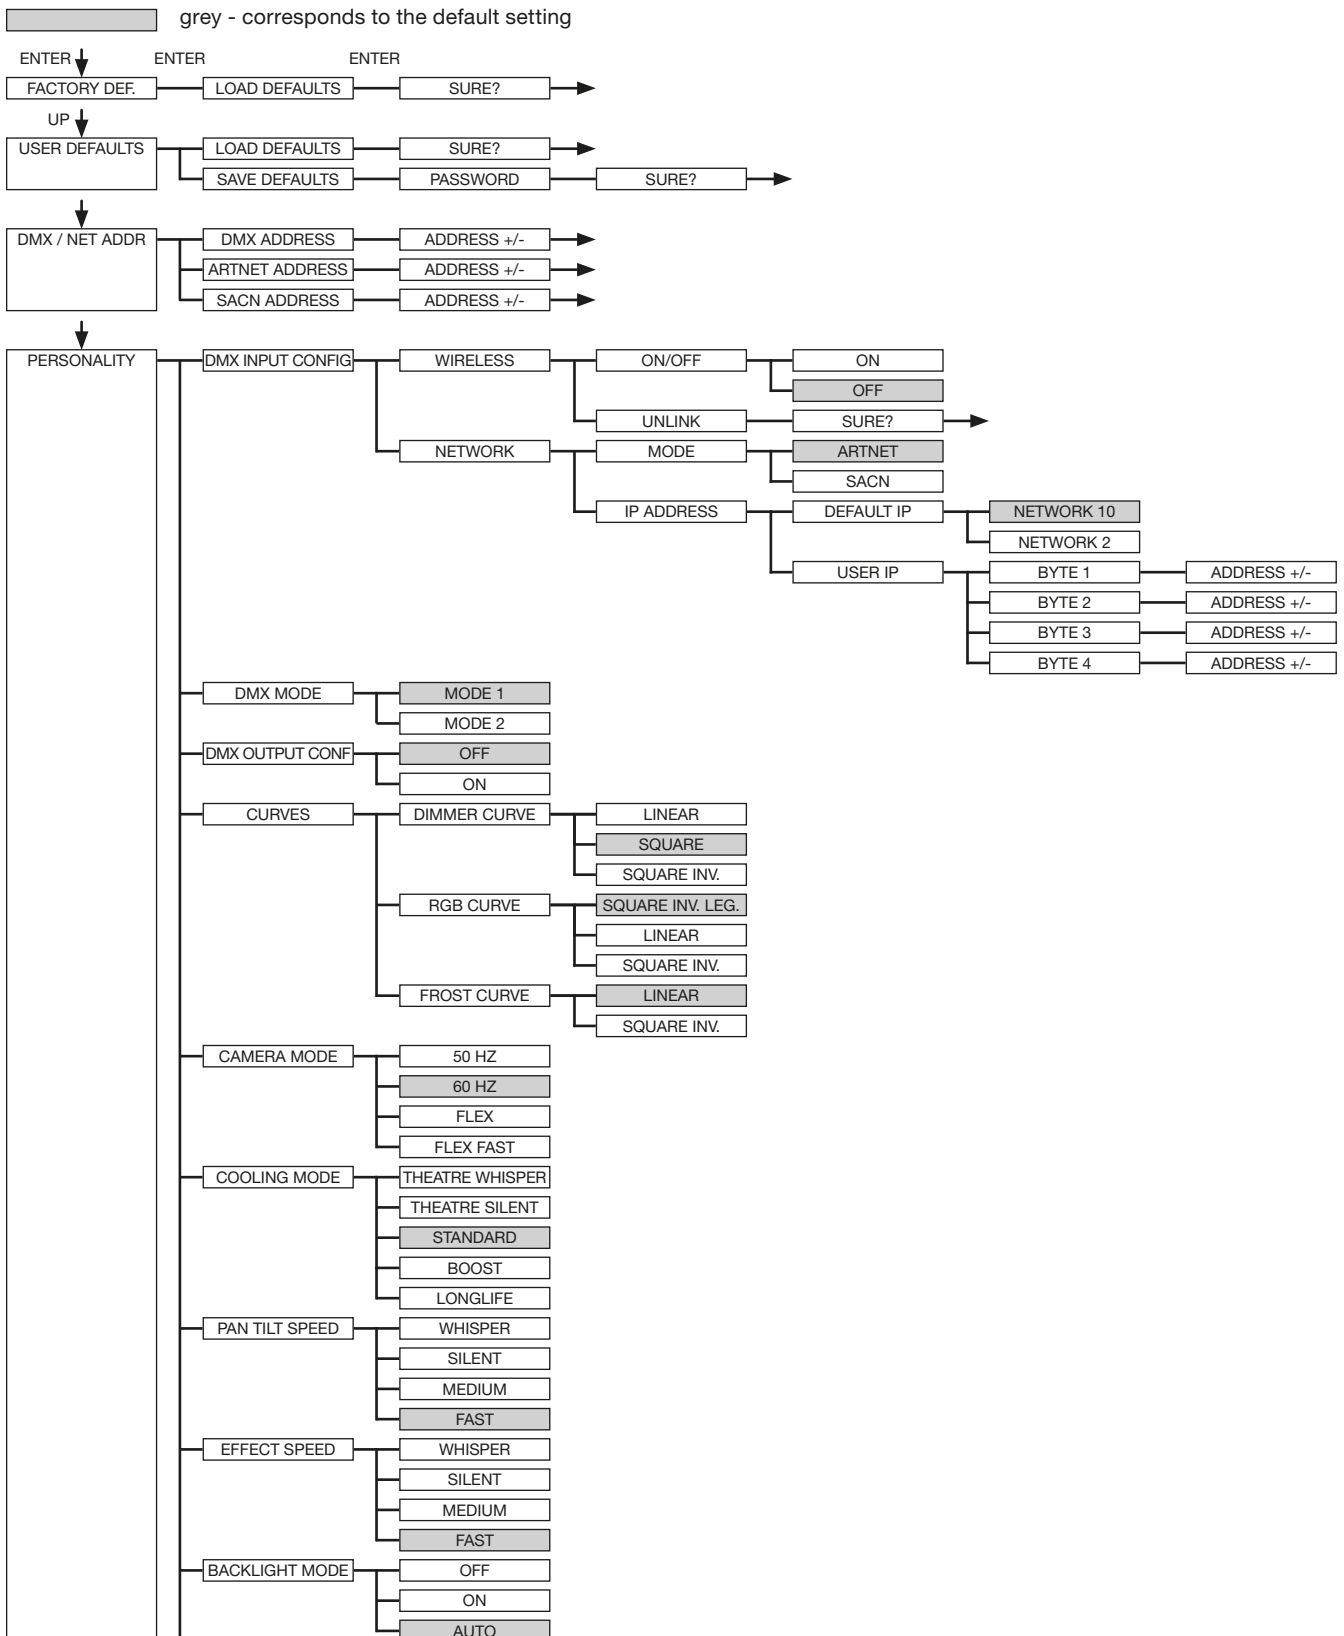 grey - corresponds to the default setting
ENTER ENTER ENTER
FACTORY DEF. LOAD DEFAULTS SURE?
UP
USER DEFAULTS LOAD DEFAULTS SURE?
SAVE DEFAULTS PASSWORD SURE?
DMX / NET ADDR DMX ADDRESS ADDRESS +/-
ARTNET ADDRESS ADDRESS +/-
SACN ADDRESS ADDRESS +/-
PERSONALITY DMX INPUT CONFIG WIRELESS ON/OFF ON
OFF
UNLINK SURE?
NETWORK MODE ARTNET
SACN
IP ADDRESS DEFAULT IP NETWORK 10
NETWORK 2
USER IP BYTE 1 ADDRESS +/-
BYTE 2 ADDRESS +/-
BYTE 3 ADDRESS +/-
BYTE 4 ADDRESS +/-
DMX MODE MODE 1
MODE 2
DMX OUTPUT CONF OFF
ON
CURVES DIMMER CURVE LINEAR
SQUARE
SQUARE INV.
RGB CURVE SQUARE INV. LEG.
LINEAR
SQUARE INV.
FROST CURVE LINEAR
SQUARE INV.
CAMERA MODE 50 HZ
60 HZ
FLEX
FLEX FAST
COOLING MODE THEATRE WHISPER
THEATRE SILENT
STANDARD
BOOST
LONGLIFE
PAN TILT SPEED WHISPER
SILENT
MEDIUM
FAST
EFFECT SPEED WHISPER
SILENT
MEDIUM
FAST
BACKLIGHT MODE OFF
ON
AUTO